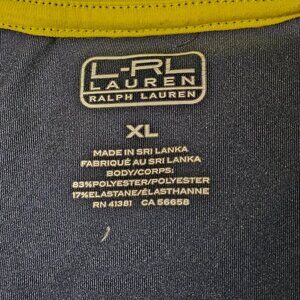 L-RL
LAUREN
RALPH LAUREN
XL
MADE IN SRI LANKA
FABRIQUÉ AU SRI LANKA
BODY/CORPS:
83%POLYESTER/POLYESTER
17%ELASTANE/ÉLASTHANNE
RN 41381 CA 56658